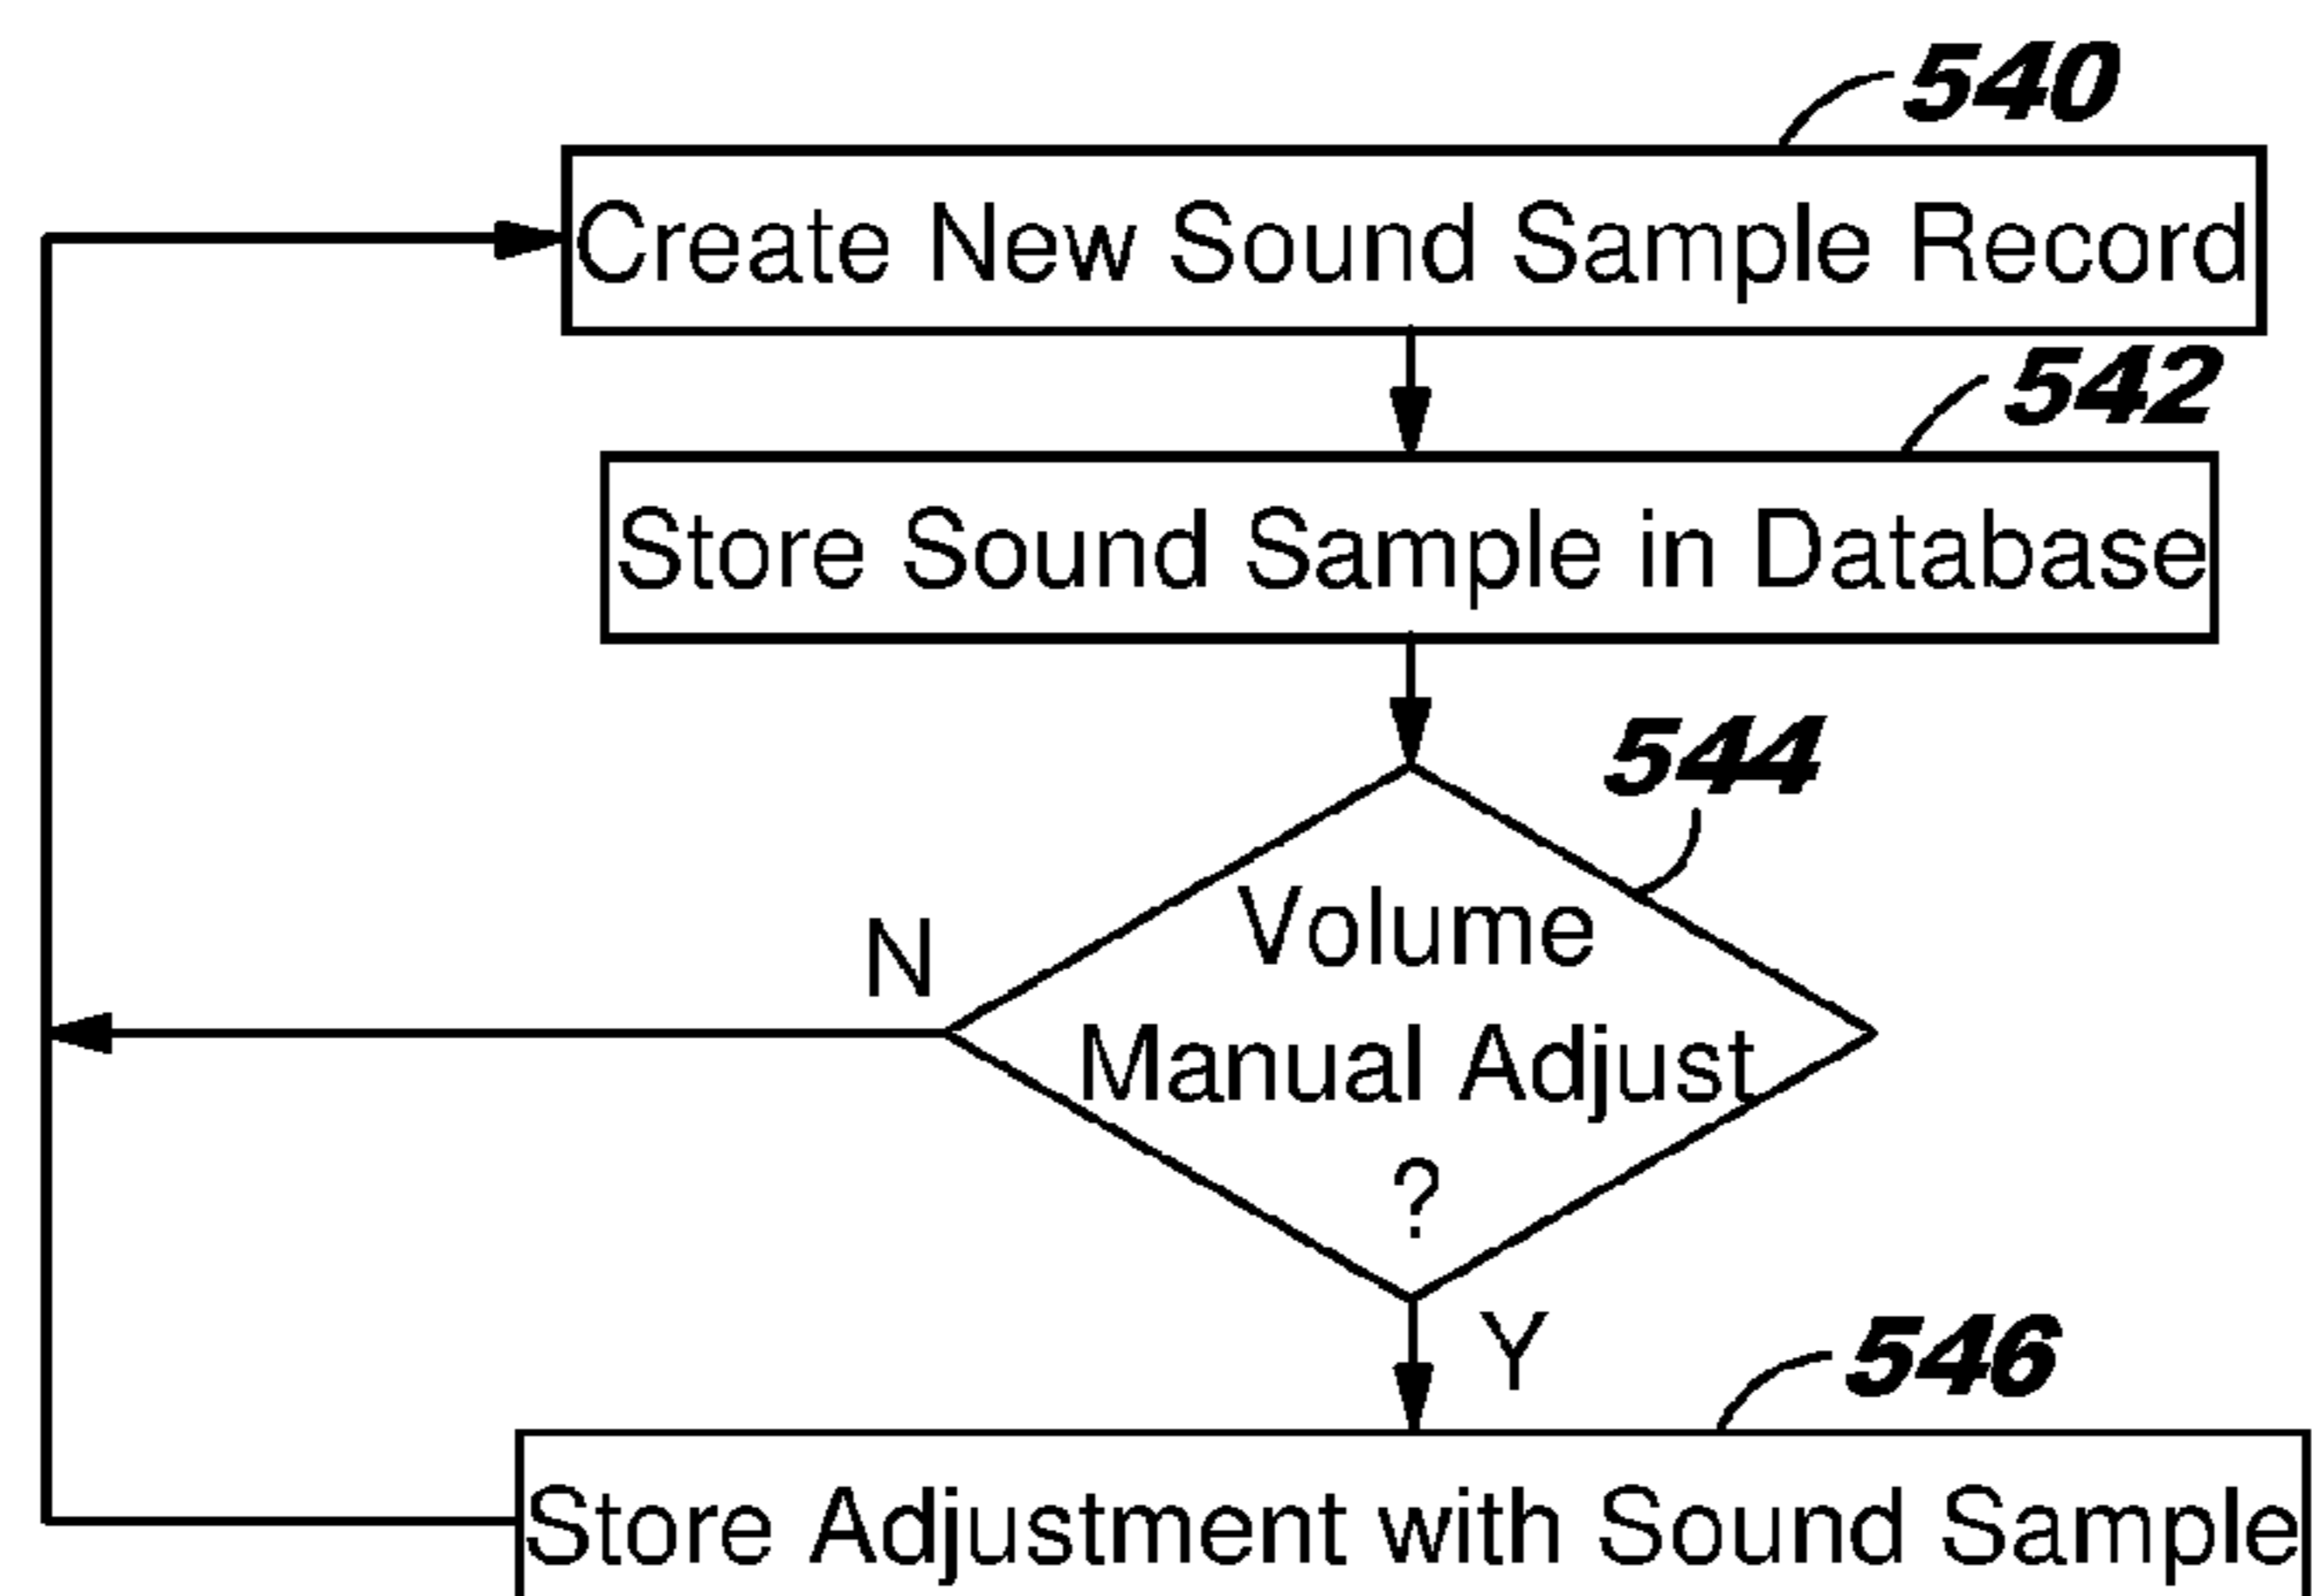 540
Create New Sound Sample Record
542
Store Sound Sample in Database
544
Volume
Manual Adjust
?
N
Y
546
Store Adjustment with Sound Sample